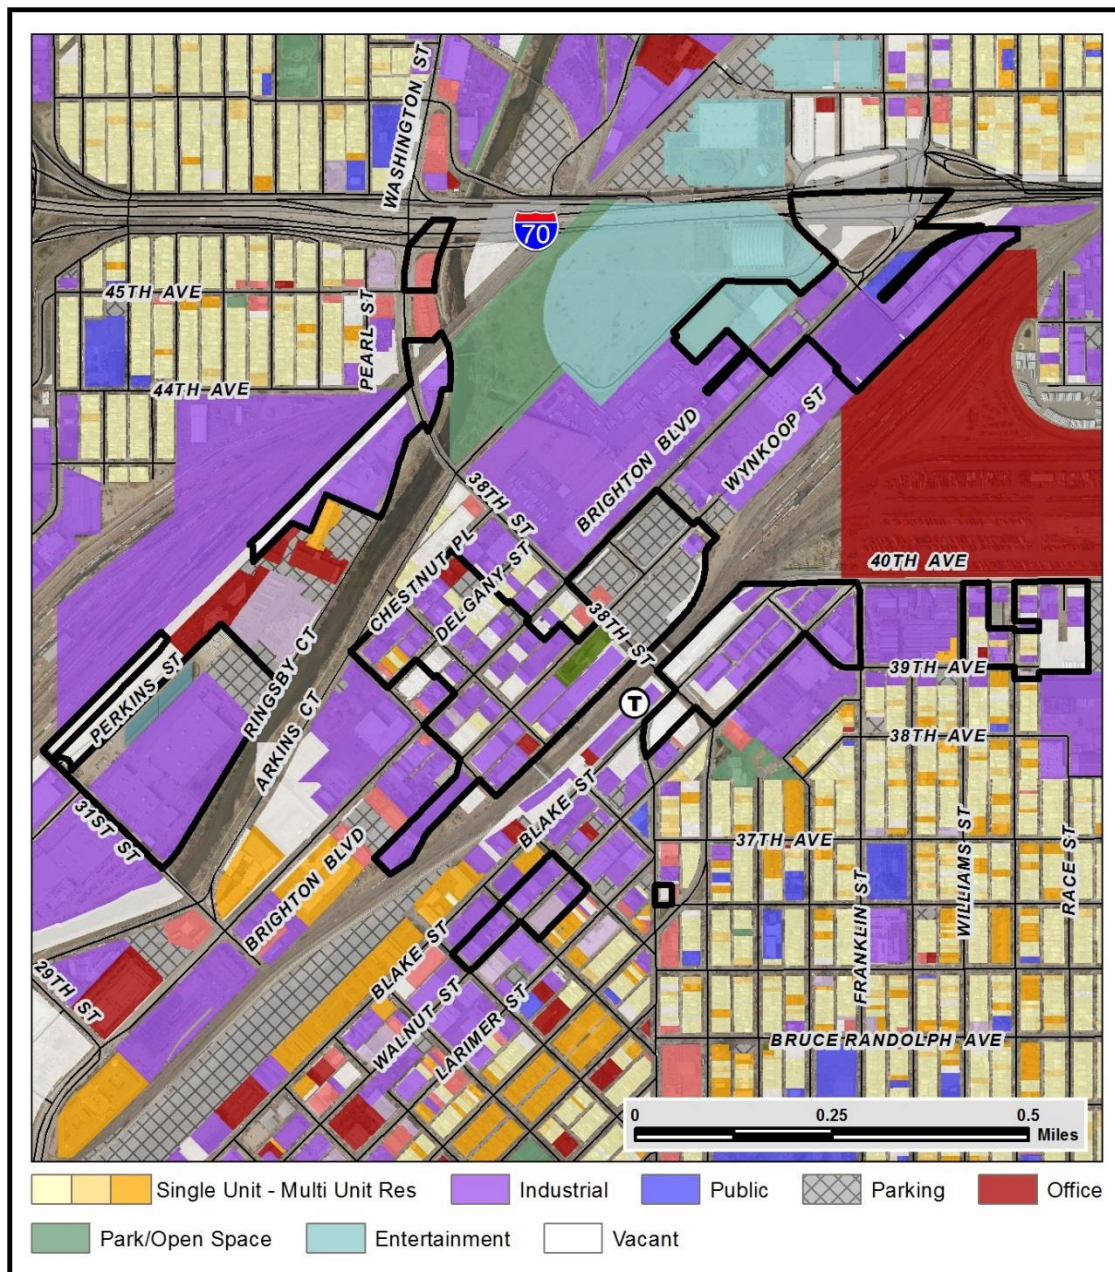 WASHINGTON ST
70
45TH AVE
PEARL ST
44TH AVE
BRIGHTON BLVD
WYNKOOP ST
38TH ST
CHESTNUT PL
DELGANY ST
40TH AVE
38TH ST
39TH AVE
PERKINS ST
RINGSBY CT
ARKINS CT
T
38TH AVE
31ST ST
BLAKE ST
37TH AVE
BRIGHTON BLVD
FRANKLIN ST
WILLIAMS ST
RACE ST
29TH ST
BLAKE ST
WALNUT ST
LARIMER ST
BRUCE RANDOLPH AVE
0 0.25 0.5
Miles
Single Unit - Multi Unit Res Industrial Public Parking Office
Park/Open Space Entertainment Vacant